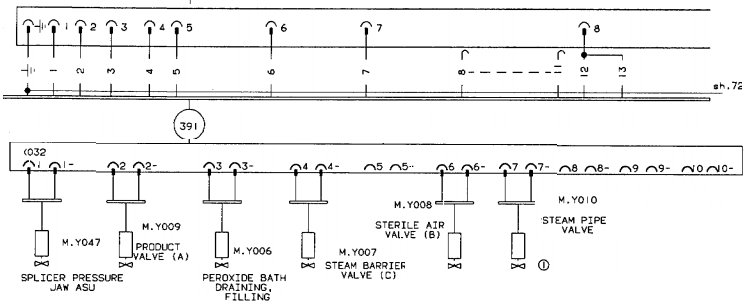 1 2 3 4 5 6 7 8
1 2 3 4 5 6 7 8 11 12 13
sh.72
391
(032
1 1- 2 2- 3 3- 4 4- 5 5- 6 6- 7 7- 8 8- 9 9- 10 10-
M.Y047
SPLICER PRESSURE
JAW ASU
M.Y009
PRODUCT
VALVE (A)
M.Y006
PEROXIDE BATH
DRAINING,
FILLING
M.Y007
STEAM BARRIER
VALVE (C)
M.Y008
STERILE AIR
VALVE (B)
M.Y010
STEAM PIPE
VALVE
1